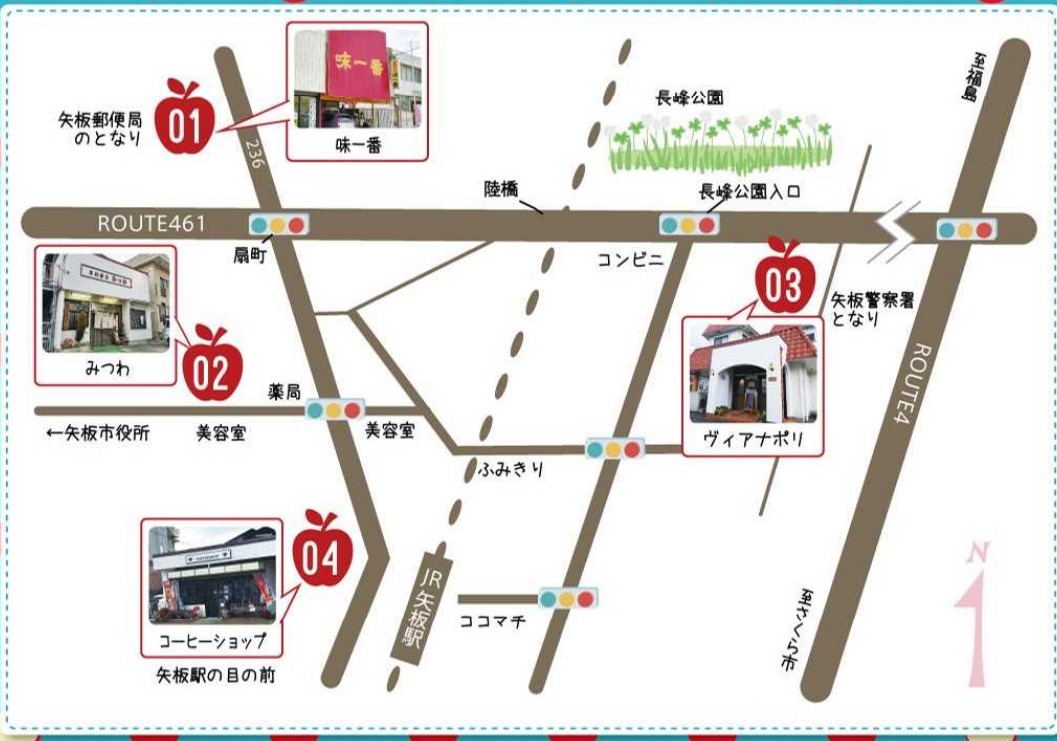 矢板郵便局
のとなり
01
味一番
味一番
236
長峰公園
至福島
ROUTE461
陸橋
長峰公園入口
扇町
コンビニ
03
矢板警察署
となり
みつわ
02
ヴィアナポリ
ROUTE4
薬局
←矢板市役所
美容室
美容室
ふみきり
04
コーヒーショップ
矢板駅の目の前
JR矢板駅
ココマチ
至さくら市
N